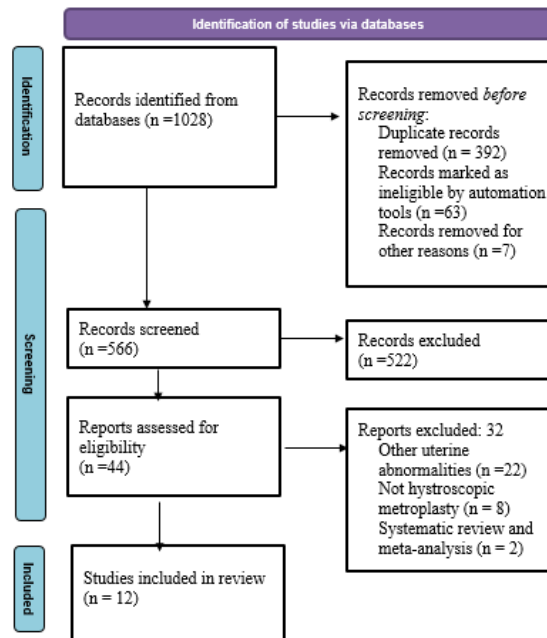 Identification of studies via databases
Identification
Records identified from
databases (n =1028)
Records removed before
screening:
Duplicate records
removed (n = 392)
Records marked as
ineligible by automation
tools (n =63)
Records removed for
other reasons (n =7)
Screening
Records screened
(n =566)
Records excluded
(n =522)
Reports assessed for
eligibility
(n =44)
Reports excluded: 32
Other uterine
abnormalities (n =22)
Not hystroscopic
metroplasty (n = 8)
Systematic review and
meta-analysis (n = 2)
Included
Studies included in review
(n = 12)